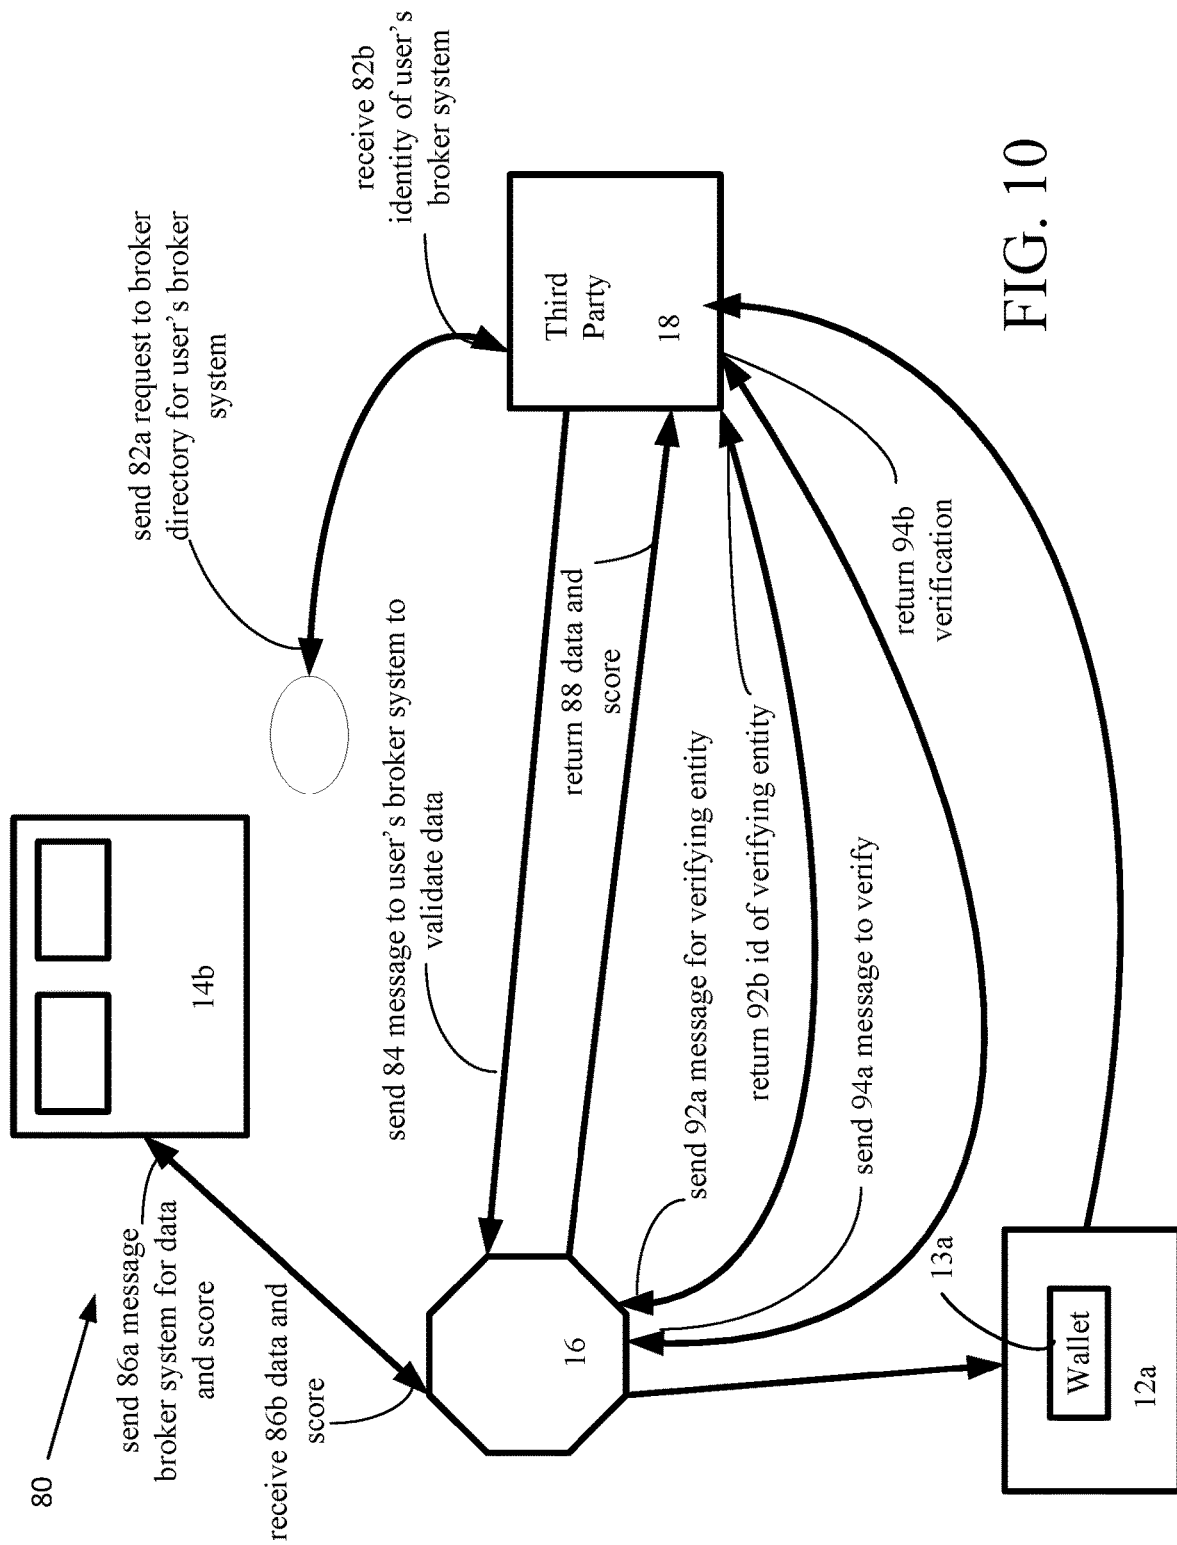 80
send 86a message
broker system for data
and score
receive 86b data and
score
14b
send 82a request to broker
directory for user's broker
system
receive 82b
identity of user's
broker system
send 84 message to user's broker system to
validate data
return 88 data and
score
Third
Party
18
16
send 92a message for verifying entity
return 92b id of verifying entity
send 94a message to verify
return 94b
verification
13a
Wallet
12a
FIG. 10